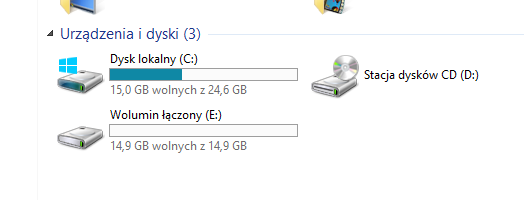 Urządzenia i dyski (3)
Dysk lokalny (C:)
15,0 GB wolnych z 24,6 GB
Stacja dysków CD (D:)
Wolumin łączony (E:)
14,9 GB wolnych z 14,9 GB